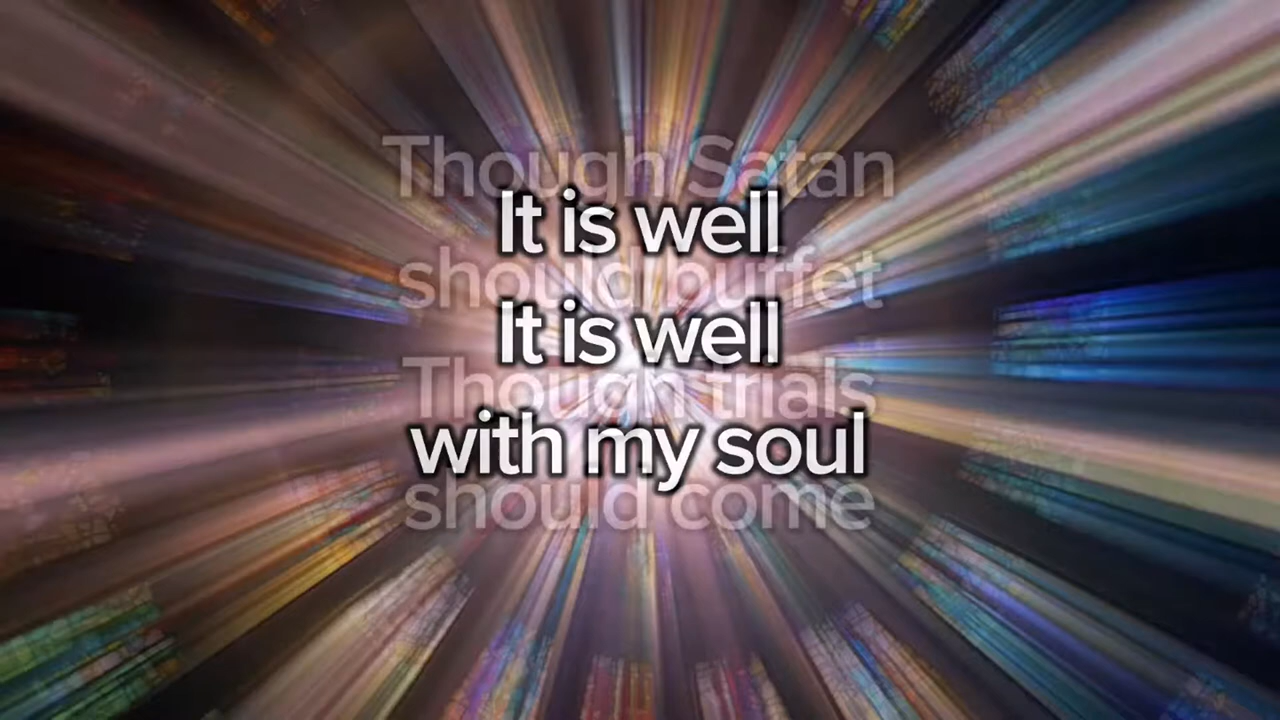 Though Satan
It is well
should buffet
It is well
Though trials
with my soul
should come